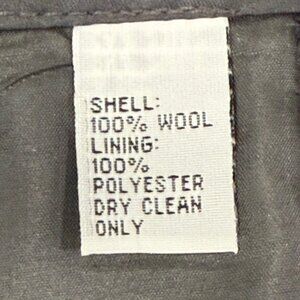 SHELL:
100% WOOL
LINING:
100%
POLYESTER
DRY CLEAN
ONLY